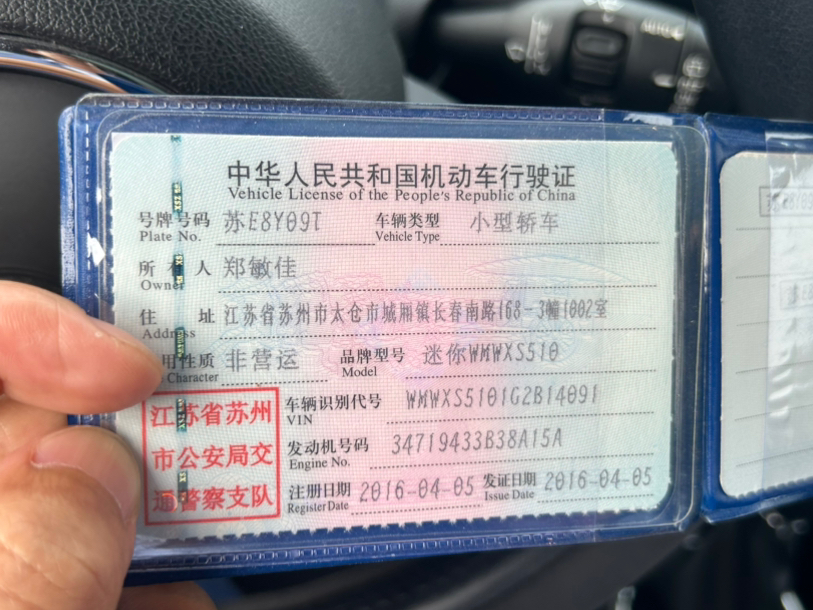 中华人民共和国机动车行驶证
Vehicle License of the People's Republic of China
号牌号码 苏E8Y09T 车辆类型 小型轿车
Plate No. Vehicle Type
所有人 郑敏佳
Owner
住 址 江苏省苏州市太仓市城厢镇长春南路168-3幢1002室
Address
用性质 非营运 品牌型号 迷你WMWXS510
Character Model
江苏省苏州 车辆识别代号 WMWXS5101G2B14091
VIN
市公安局交 发动机号码 34719433B38A15A
Engine No.
通警察支队 注册日期 2016-04-05 发证日期 2016-04-05
Register Date Issue Date